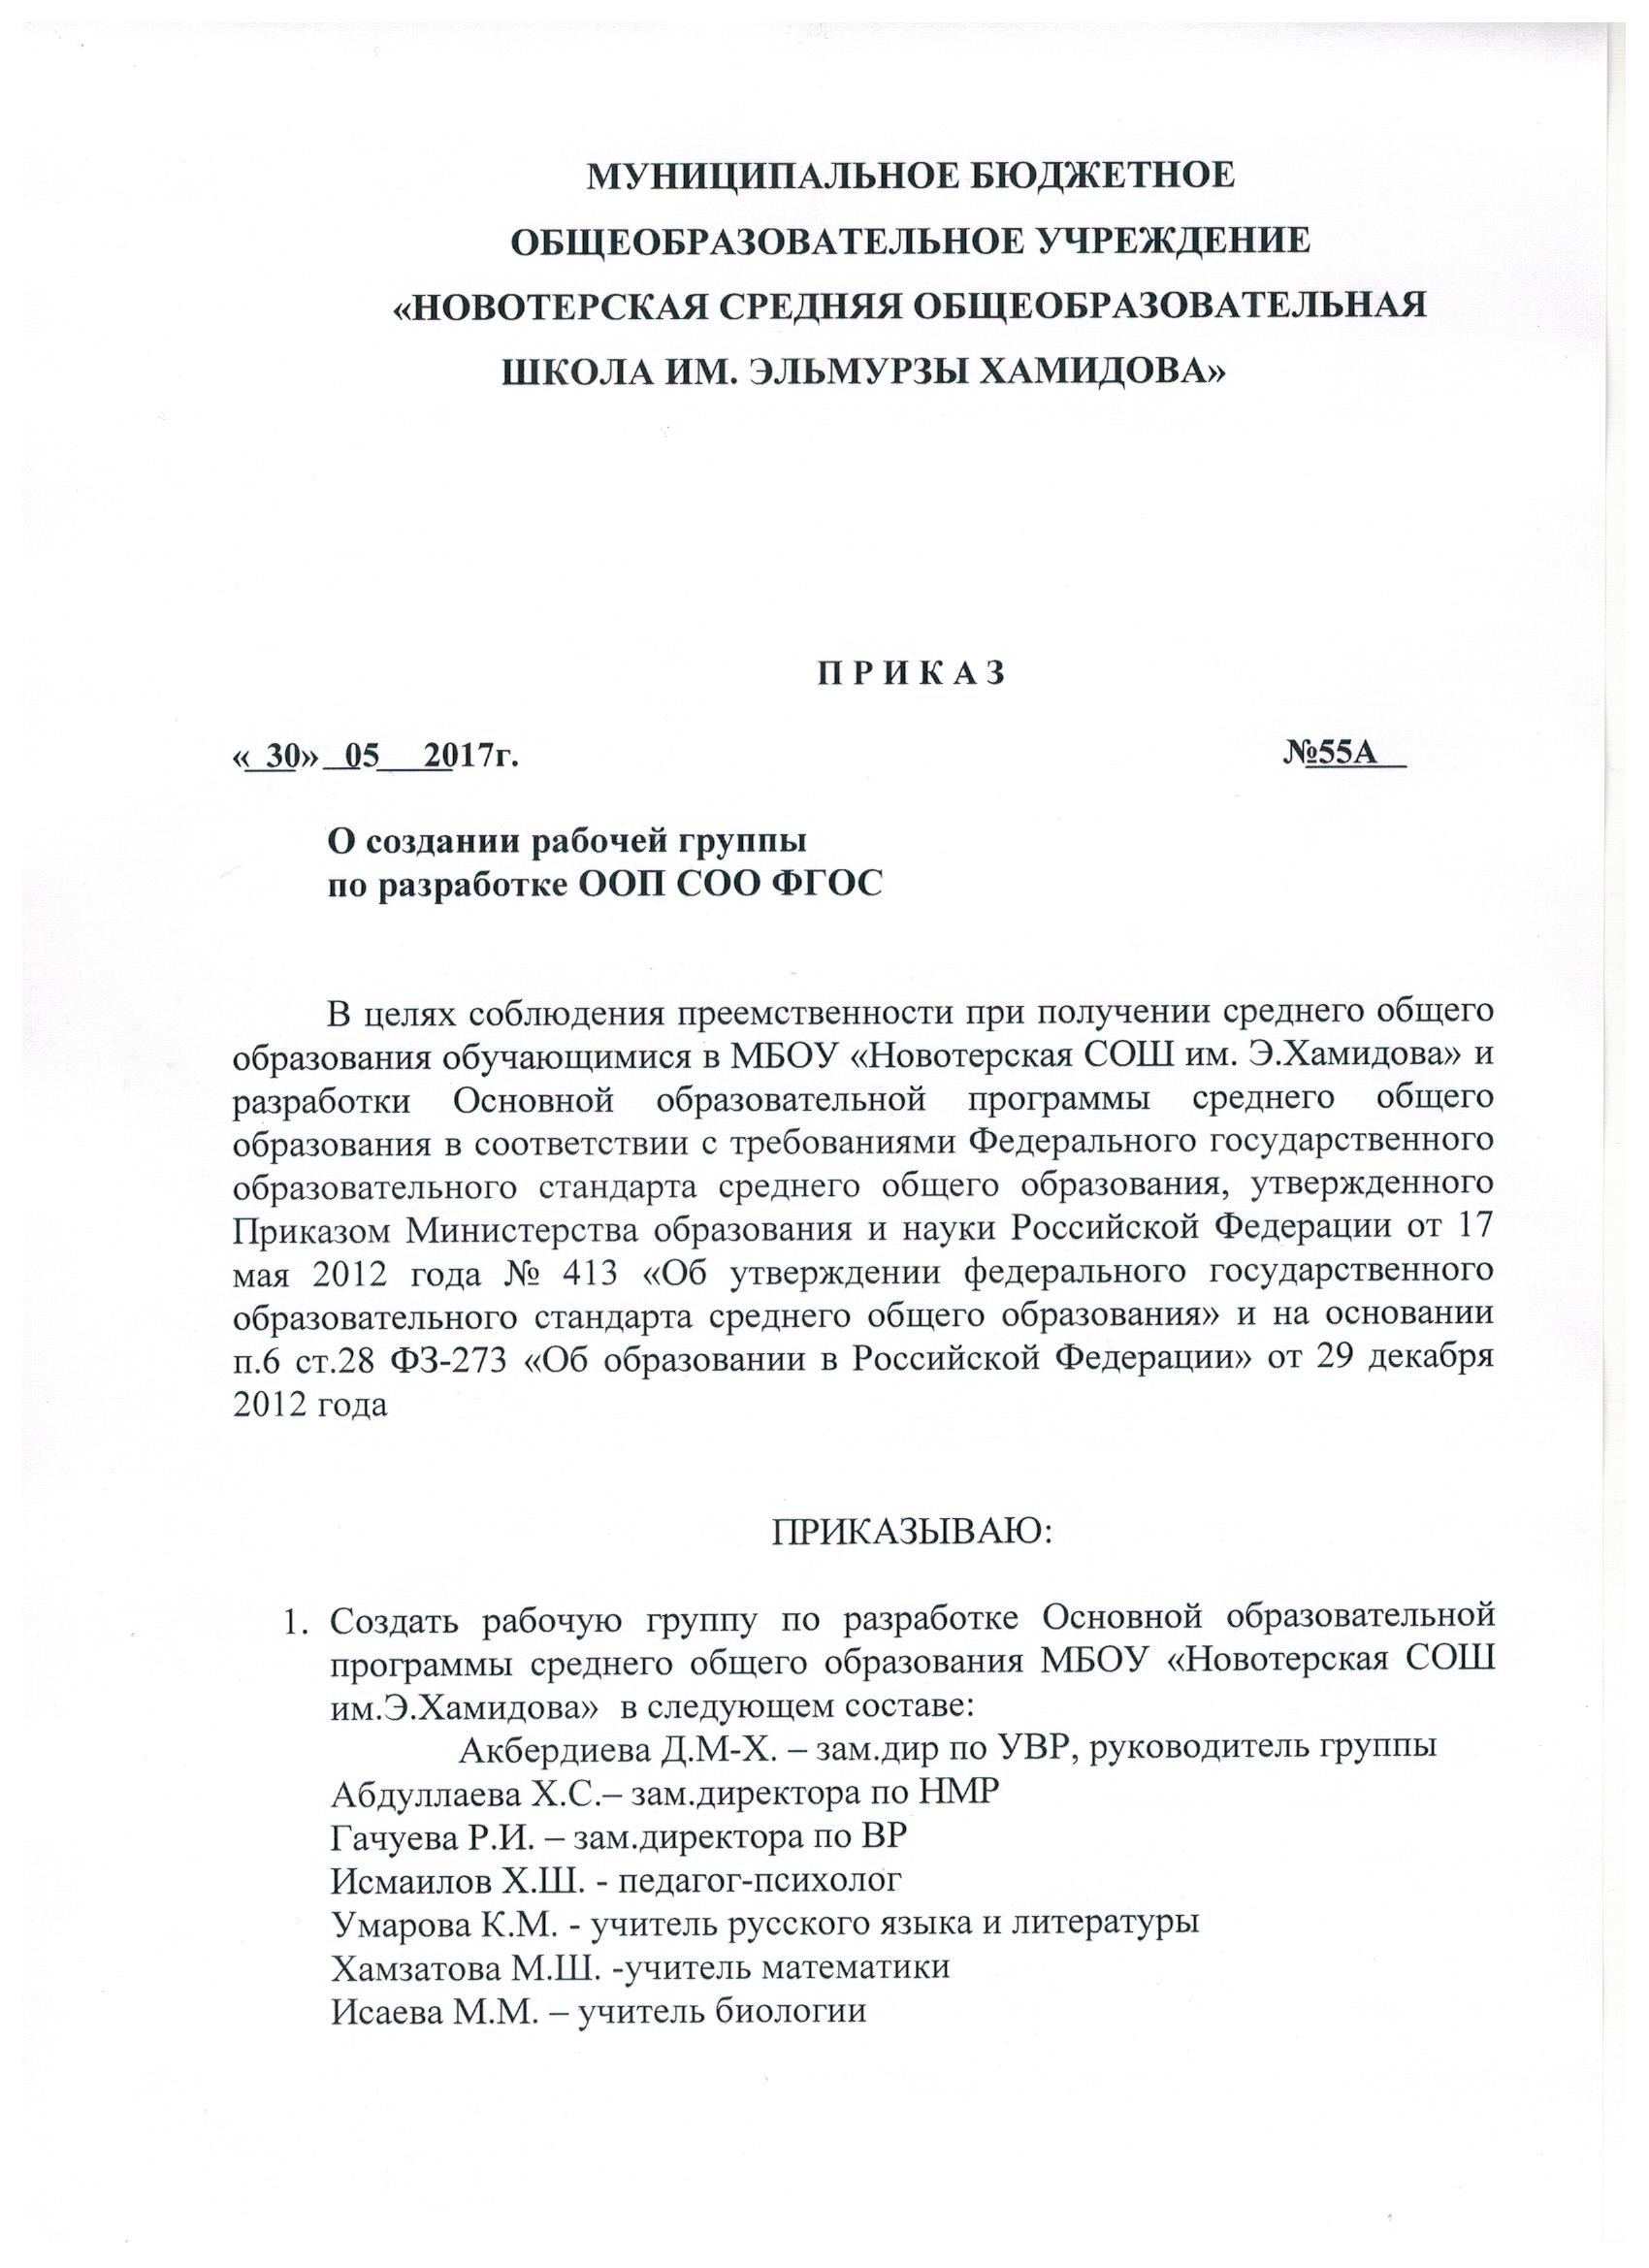 МУНИЦИПАЛЬНОЕ БЮДЖЕТНОЕ
ОБЩЕОБРАЗОВАТЕЛЬНОЕ УЧРЕЖДЕНИЕ
«НОВОТЕРСКАЯ СРЕДНЯЯ ОБЩЕОБРАЗОВАТЕЛЬНАЯ
ШКОЛА ИМ. ЭЛЬМУРЗЫ ХАМИДОВА»
П Р И К А З
«_30»__05__ 2017г. №55А
О создании рабочей группы
по разработке ООП СОО ФГОС
В целях соблюдения преемственности при получении среднего общего
образования обучающимися в МБОУ «Новотерская СОШ им. Э.Хамидова» и
разработки Основной образовательной программы среднего общего
образования в соответствии с требованиями Федерального государственного
образовательного стандарта среднего общего образования, утвержденного
Приказом Министерства образования и науки Российской Федерации от 17
мая 2012 года № 413 «Об утверждении федерального государственного
образовательного стандарта среднего общего образования» и на основании
п.6 ст.28 ФЗ-273 «Об образовании в Российской Федерации» от 29 декабря
2012 года
ПРИКАЗЫВАЮ:
1. Создать рабочую группу по разработке Основной образовательной
программы среднего общего образования МБОУ «Новотерская СОШ
им.Э.Хамидова» в следующем составе:
Акбердиева Д.М-Х. – зам.дир по УВР, руководитель группы
Абдуллаева Х.С.– зам.директора по НМР
Гачуева Р.И. – зам.директора по ВР
Исмаилов Х.Ш. - педагог-психолог
Умарова К.М. - учитель русского языка и литературы
Хамзатова М.Ш. -учитель математики
Исаева М.М. – учитель биологии